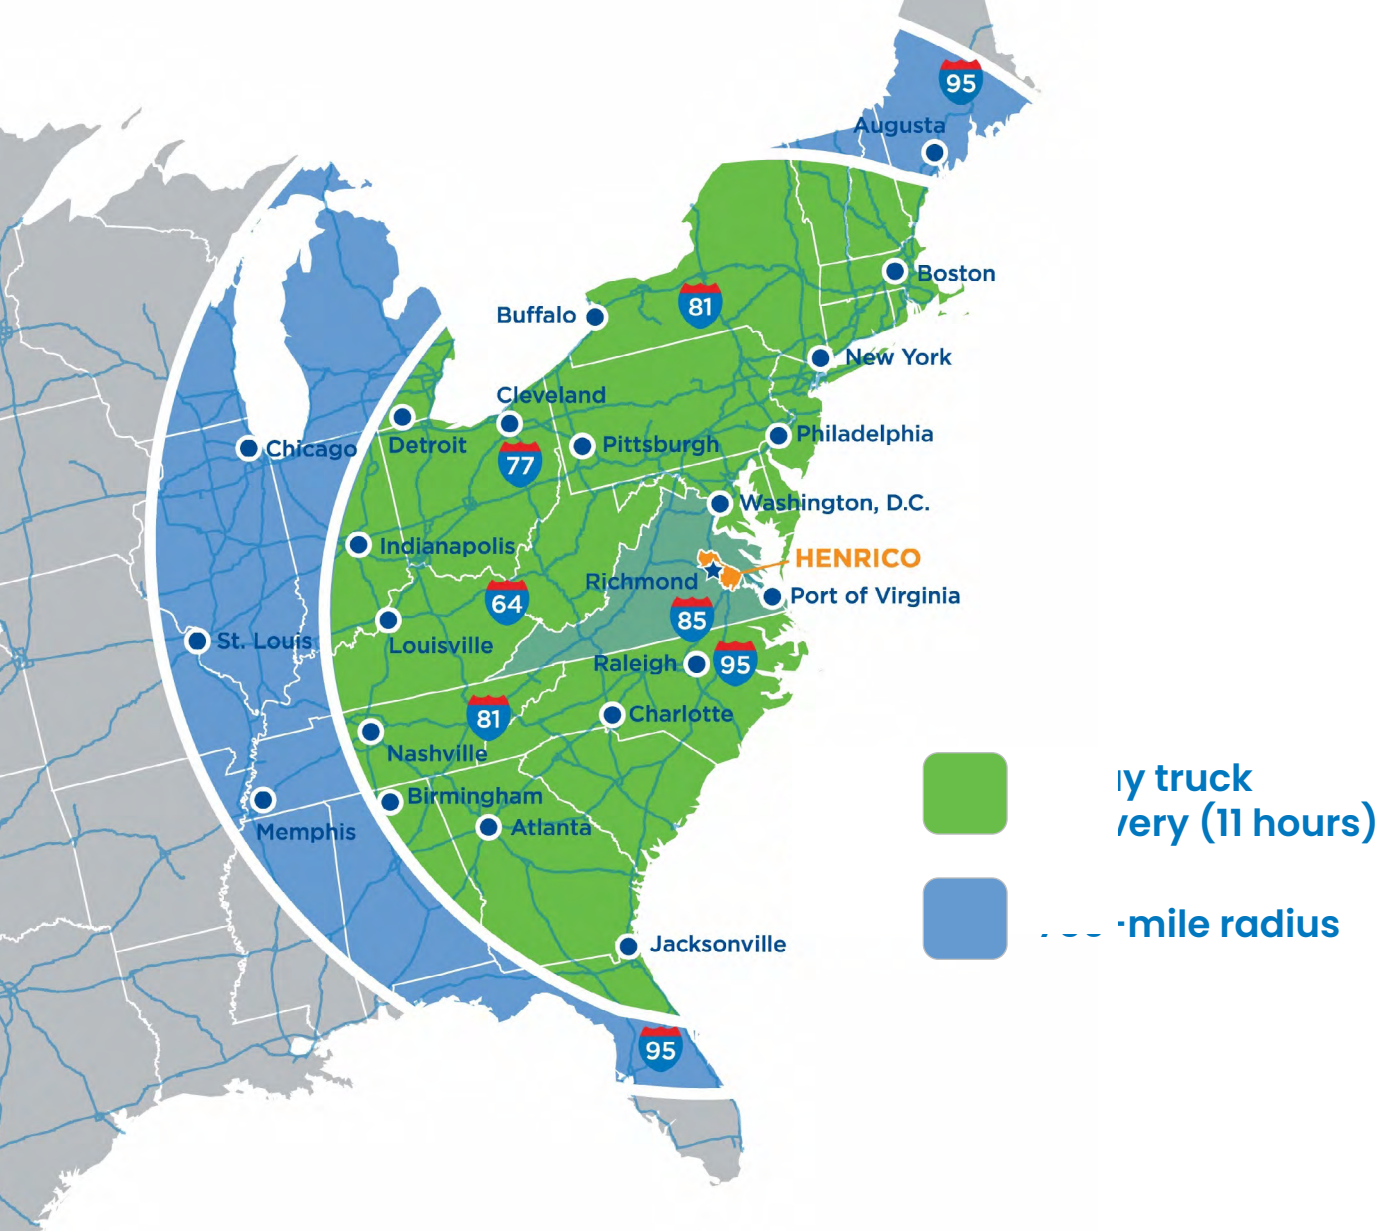 95
Augusta
Boston
Buffalo
81
New York
Cleveland
Detroit
Pittsburgh
Philadelphia
Chicago
77
Washington, D.C.
Indianapolis
HENRICO
Richmond
Port of Virginia
64
85
St. Louis
Louisville
Raleigh
95
81
Charlotte
Nashville
Birmingham
Atlanta
Memphis
Jacksonville
95
truck
(11 hours)
-mile radius